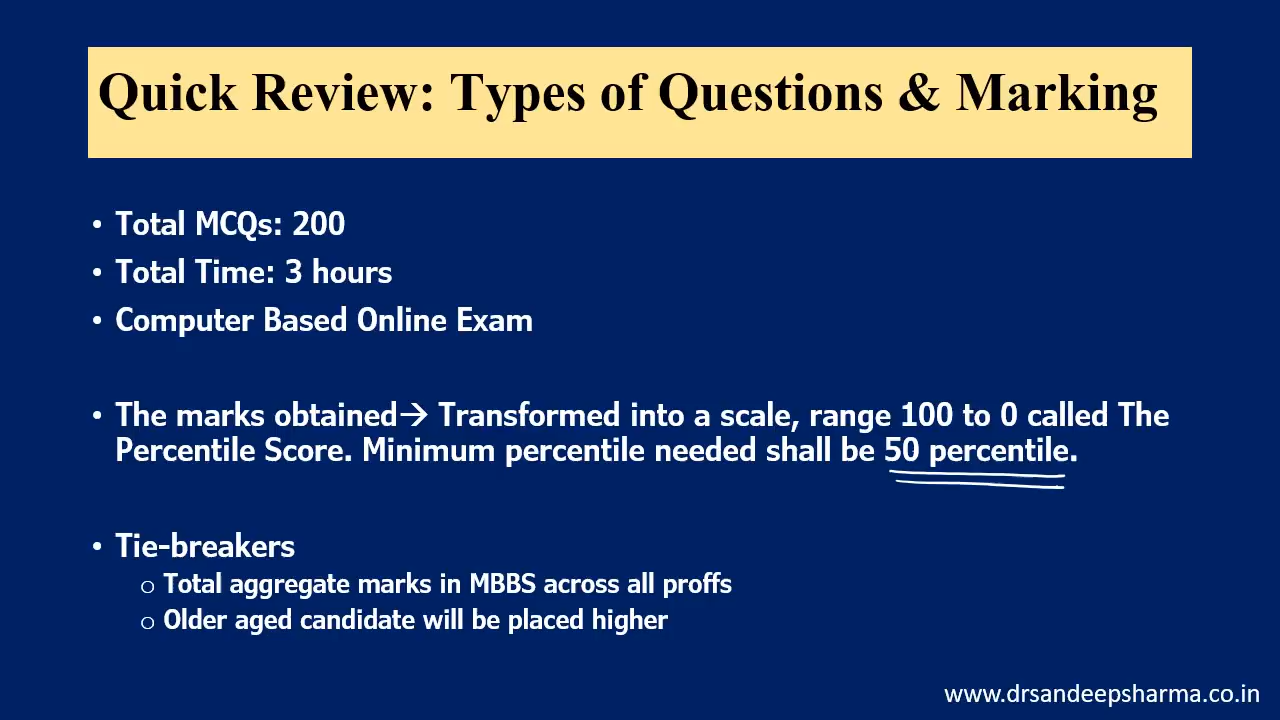 Quick Review: Types of Questions & Marking
• Total MCQs: 200
• Total Time: 3 hours
• Computer Based Online Exam
• The marks obtained→ Transformed into a scale, range 100 to 0 called The
Percentile Score. Minimum percentile needed shall be 50 percentile.
• Tie-breakers
o Total aggregate marks in MBBS across all proffs
o Older aged candidate will be placed higher
www.drsandeepsharma.co.in